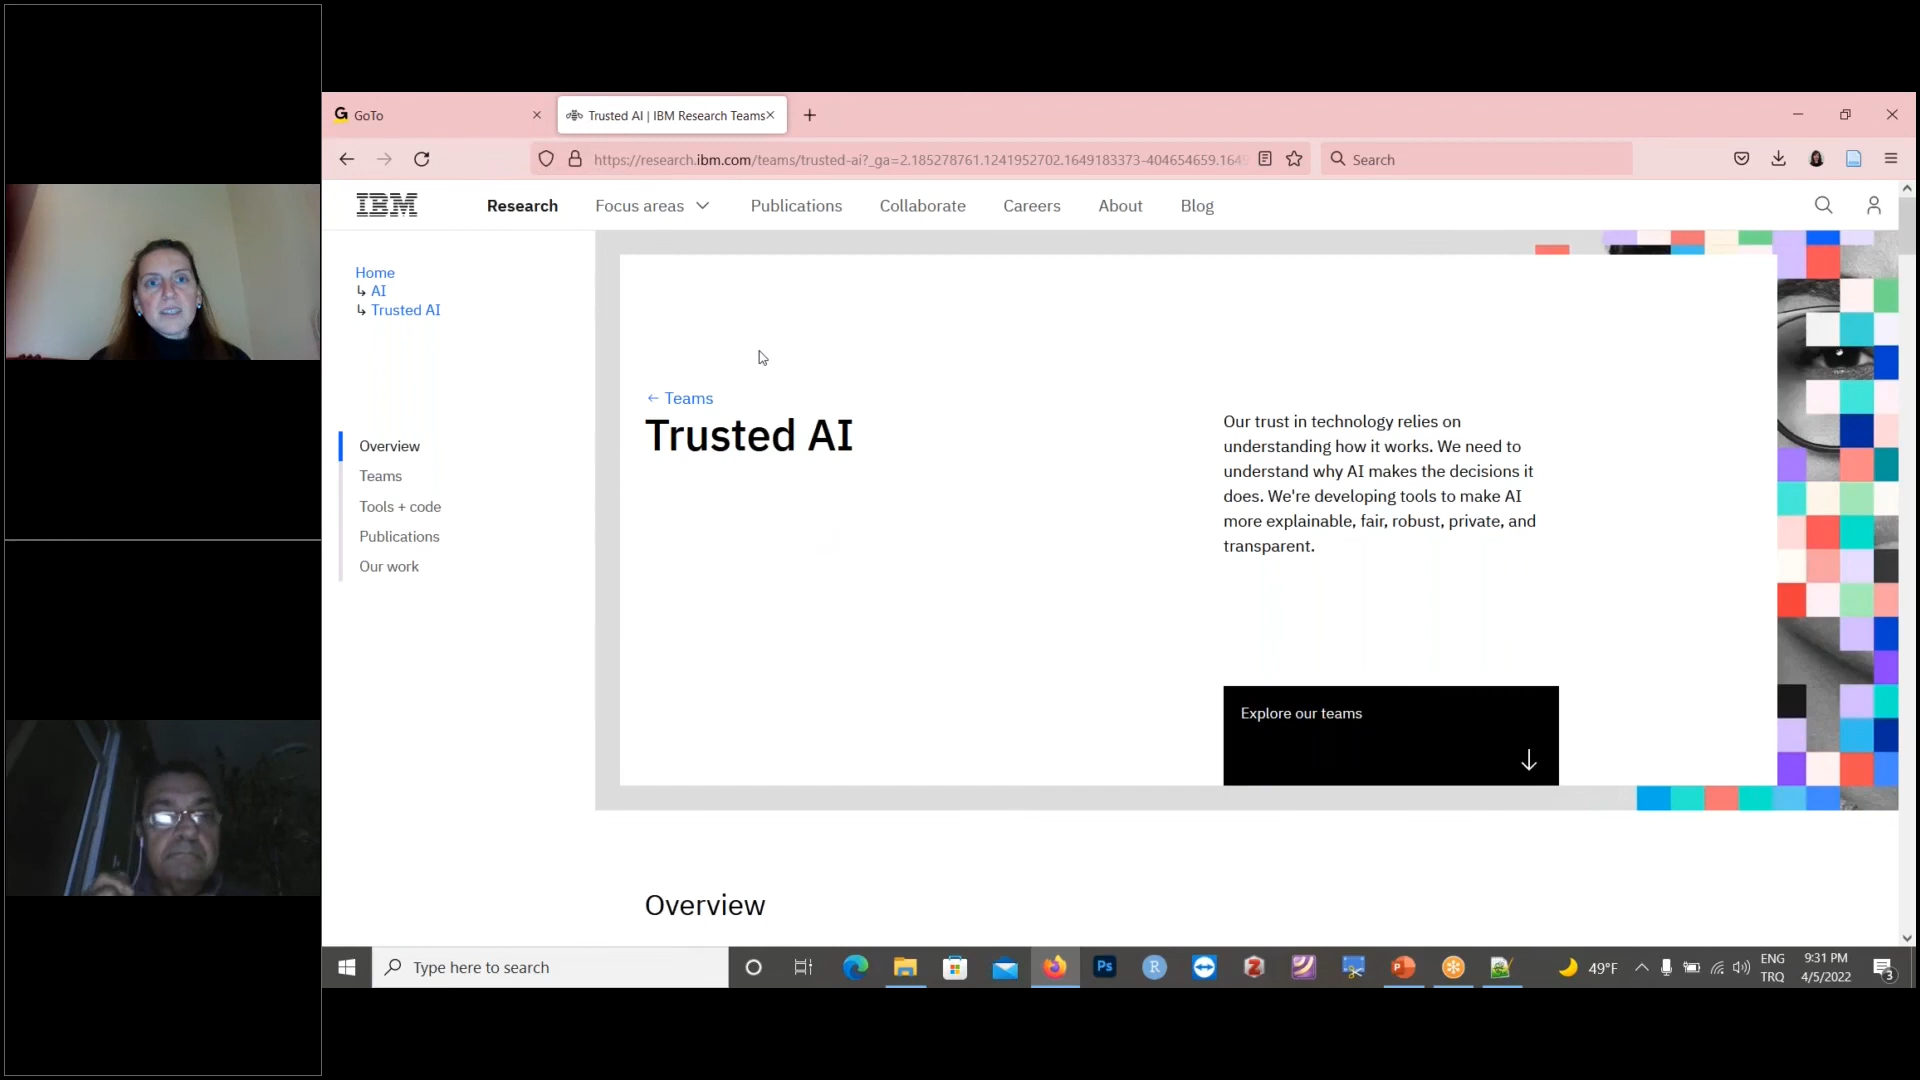 GoTo
Trusted AI | IBM Research Teams
https://research.ibm.com/teams/trusted-ai?_ga=2.185278761.1241952702.1649183373-404654659.164
Search
IBM
Research
Focus areas
Publications
Collaborate
Careers
About
Blog
Home
↳ AI
↳ Trusted AI
Overview
Teams
Tools + code
Publications
Our work
← Teams
Trusted AI
Our trust in technology relies on
understanding how it works. We need to
understand why AI makes the decisions it
does. We're developing tools to make AI
more explainable, fair, robust, private, and
transparent.
Explore our teams
Overview
Type here to search
Ps
R
Z
P
49°F
ENG
TRQ
9:31 PM
4/5/2022
3